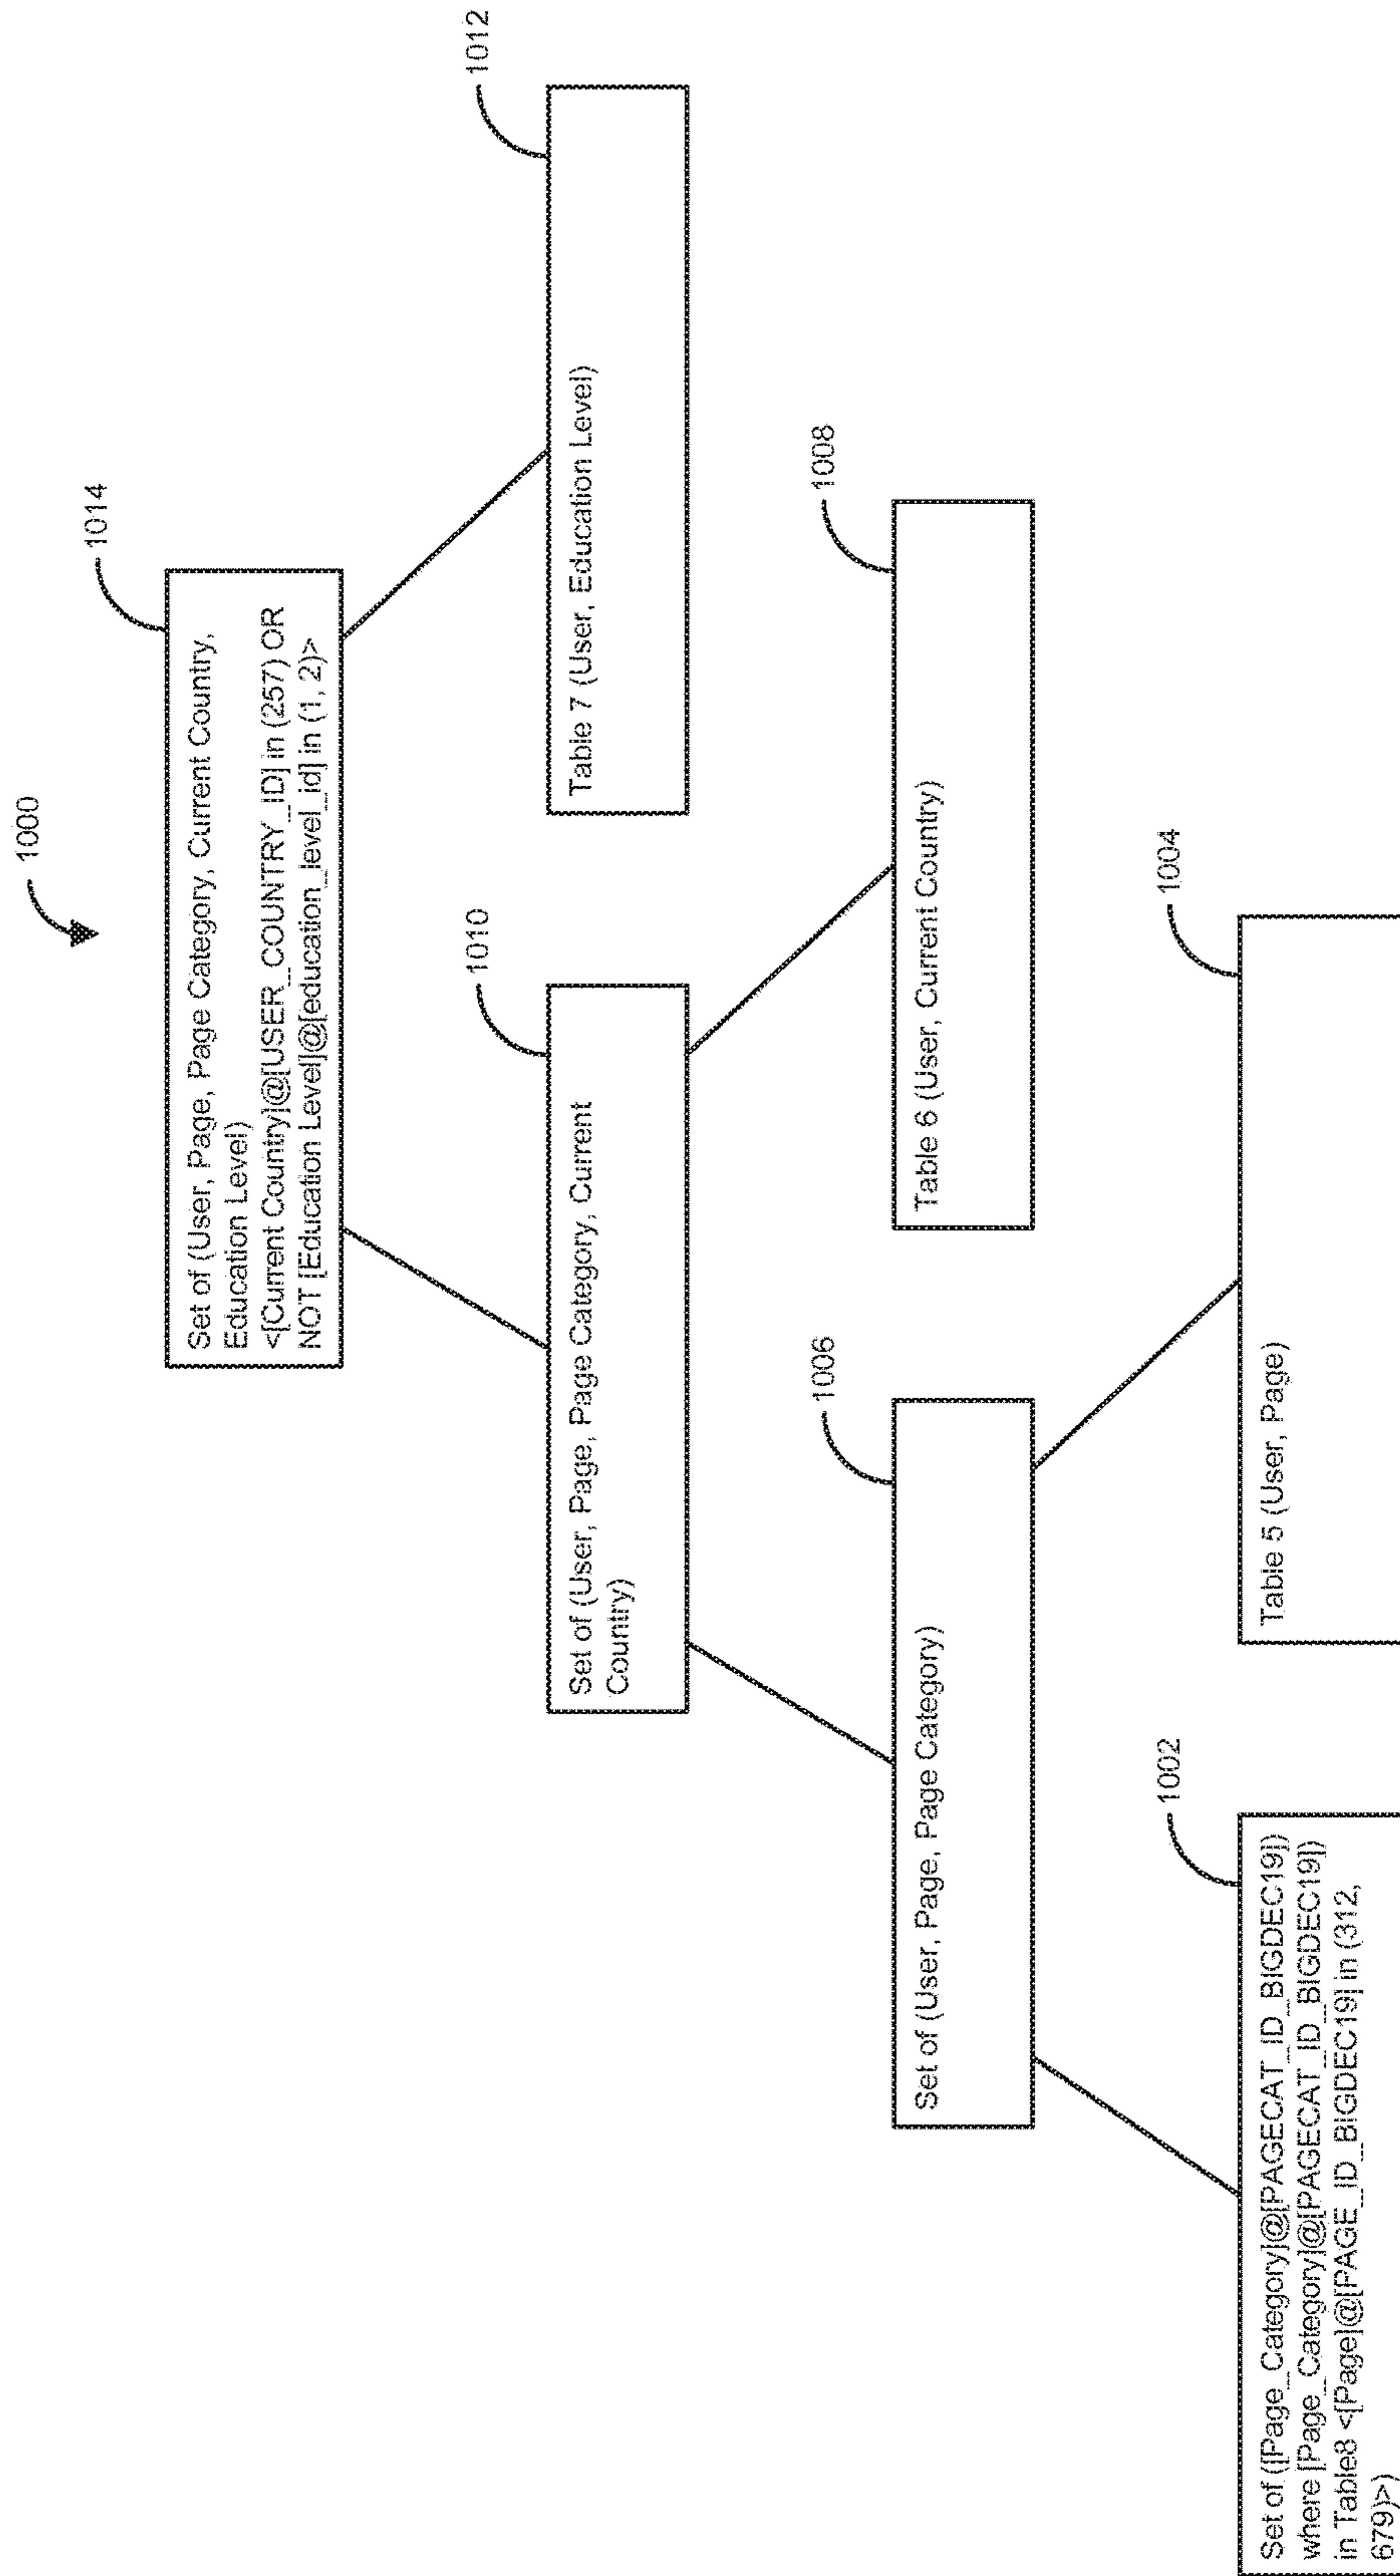 1000
1014
Set of (User, Page, Page Category, Current Country,
Education Level)
<[Current Country]@[USER_COUNTRY_ID] in (257) OR
NOT [Education Level]@[education_level_id] in (1, 2)>
1010
Set of (User, Page, Page Category, Current
Country)
1012
Table 7 (User, Education Level)
1006
Set of (User, Page, Page Category)
1008
Table 6 (User, Current Country)
1002
Set of ([Page_Category]@[PAGECAT_ID_BIGDEC19])
where [Page_Category]@[PAGECAT_ID_BIGDEC19])
in Table8 <[Page]@[PAGE_ID_BIGDEC19] in (312,
679)>)
1004
Table 5 (User, Page)